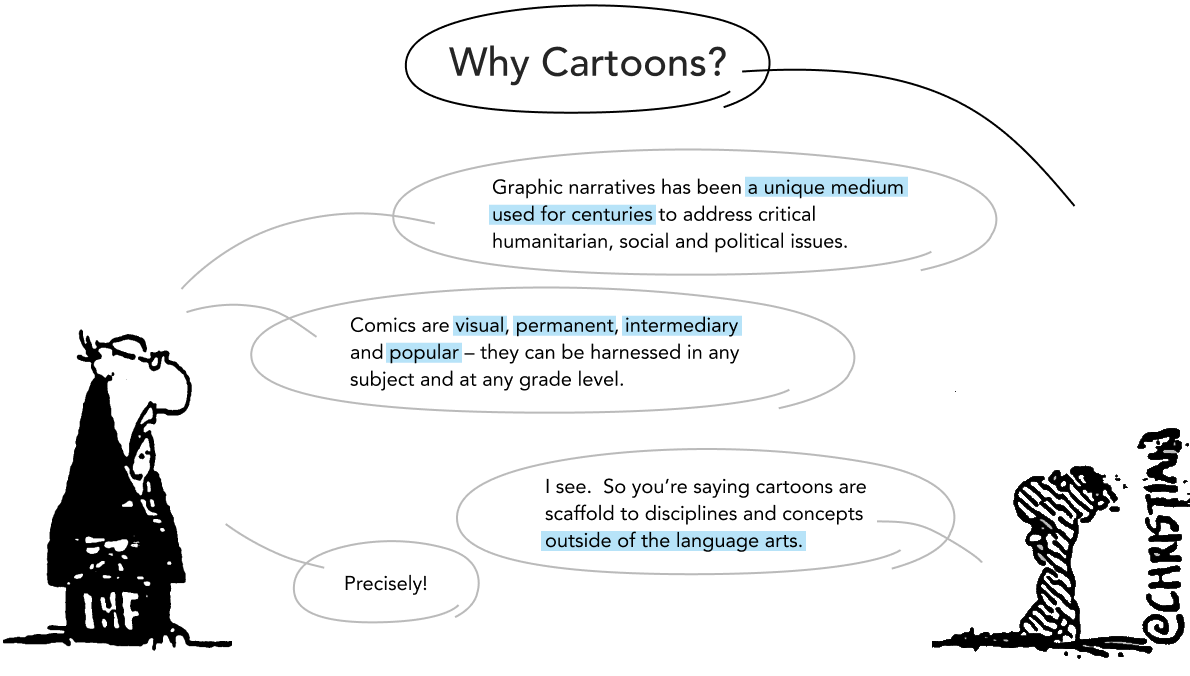 Why Cartoons?
Graphic narratives has been a unique medium
used for centuries to address critical
humanitarian, social and political issues.
Comics are visual, permanent, intermediary
and popular – they can be harnessed in any
subject and at any grade level.
I see.  So you’re saying cartoons are
scaffold to disciplines and concepts
outside of the language arts.
Precisely!
IMF
@CHRISTIAN